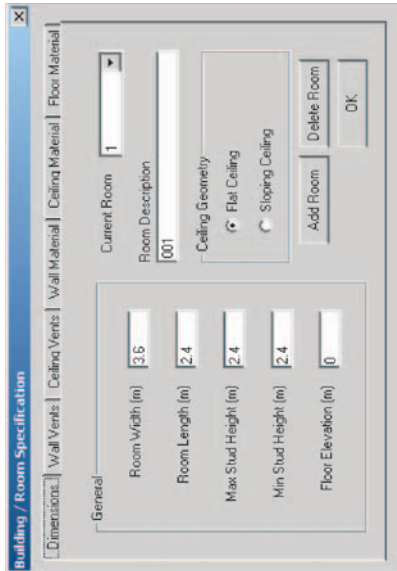 Building / Room Specification
Dimensions Wall Vents Ceiling Vents Wall Material Ceiling Material Floor Material
General
Room Width (m) 3.6
Room Length (m) 2.4
Max Stud Height (m) 2.4
Min Stud Height (m) 2.4
Floor Elevation (m) 0
Current Room 1
Room Description
001
Ceiling Geometry
Flat Ceiling
Sloping Ceiling
Add Room Delete Room
OK